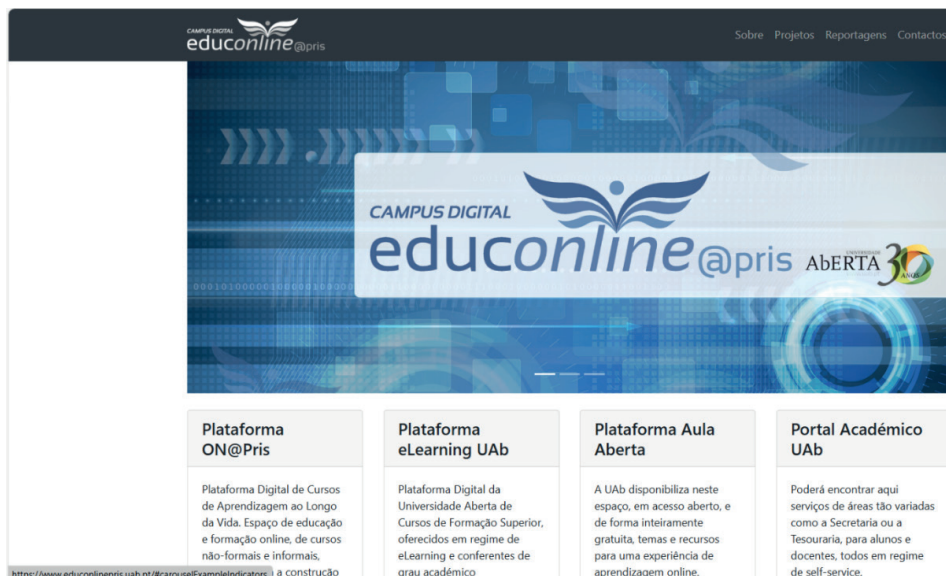 CAMPUS DIGITAL
educonline@pris
Sobre Projetos Reportagens Contactos
CAMPUS DIGITAL
educonline@pris
UNIVERSIDADE
AbERTA 30
ANOS
Plataforma
ON@Pris
Plataforma Digital de Cursos
de Aprendizagem ao Longo
da Vida. Espaço de educação
e formação online, de cursos
não-formais e informais,
a construção
Plataforma
eLearning UAb
Plataforma Digital da
Universidade Aberta de
Cursos de Formação Superior,
oferecidos em regime de
eLearning e conferentes de
grau académico
Plataforma Aula
Aberta
A UAb disponibiliza neste
espaço, em acesso aberto, e
de forma inteiramente
gratuita, temas e recursos
para uma experiência de
aprendizagem online.
Portal Académico
UAb
Poderá encontrar aqui
serviços de áreas tão variadas
como a Secretaria ou a
Tesouraria, para alunos e
docentes, todos em regime
de self-service.
https://www.educonlinepris.uab.pt/#carouselExampleIndicators